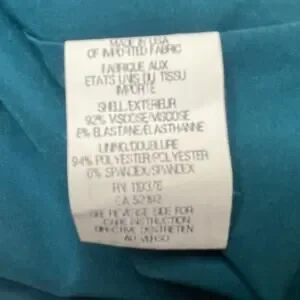 MADE IN USA
OF IMPORTED FABRIC
FABRIQUE AUX
ETATS UNIS DU TISSU
IMPORTE
SHELL/EXTERIEUR
92% VISCOSE/VISCOSE
8% ELASTANE/ELASTHANNE
LINING/DOUBLURE
94% POLYESTER/POLYESTER
6% SPANDEX/SPANDEX
RN
CA
SEE REVERSE SIDE FOR
CARE INSTRUCTION
DIRECTIVE D'ENTRETIEN
AU VERSO